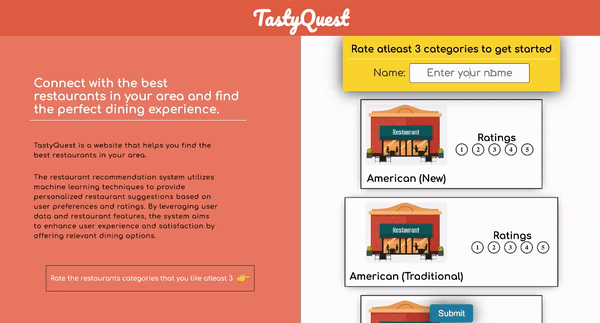 TastyQuest
Connect with the best
restaurants in your area and find
the perfect dining experience.
TastyQuest is a website that helps you find the
best restaurants in your area.
The restaurant recommendation system utilizes
machine learning techniques to provide
personalized restaurant suggestions based on
user preferences and ratings. By leveraging user
data and restaurant features, the system aims
to enhance user experience and satisfaction by
offering relevant dining options.
Rate the restaurants categories that you like atleast 3
Rate atleast 3 categories to get started
Name: Enter your name
Restaurant
Ratings
1 2 3 4 5
American (New)
Restaurant
Ratings
1 2 3 4 5
American (Traditional)
Submit